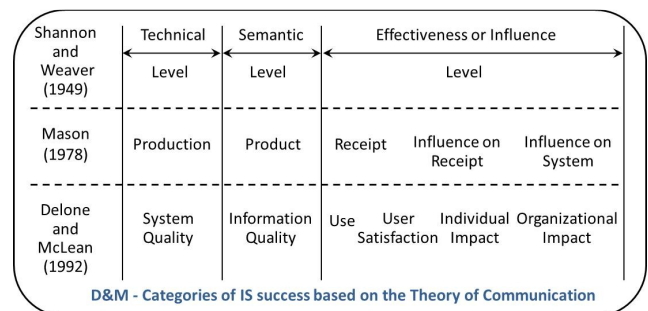 Shannon and Weaver (1949)
Technical Level
Semantic Level
Effectiveness or Influence Level
Mason (1978)
Production
Product
Receipt
Influence on Receipt
Influence on System
Delone and McLean (1992)
System Quality
Information Quality
Use
User Satisfaction
Individual Impact
Organizational Impact
D&M - Categories of IS success based on the Theory of Communication